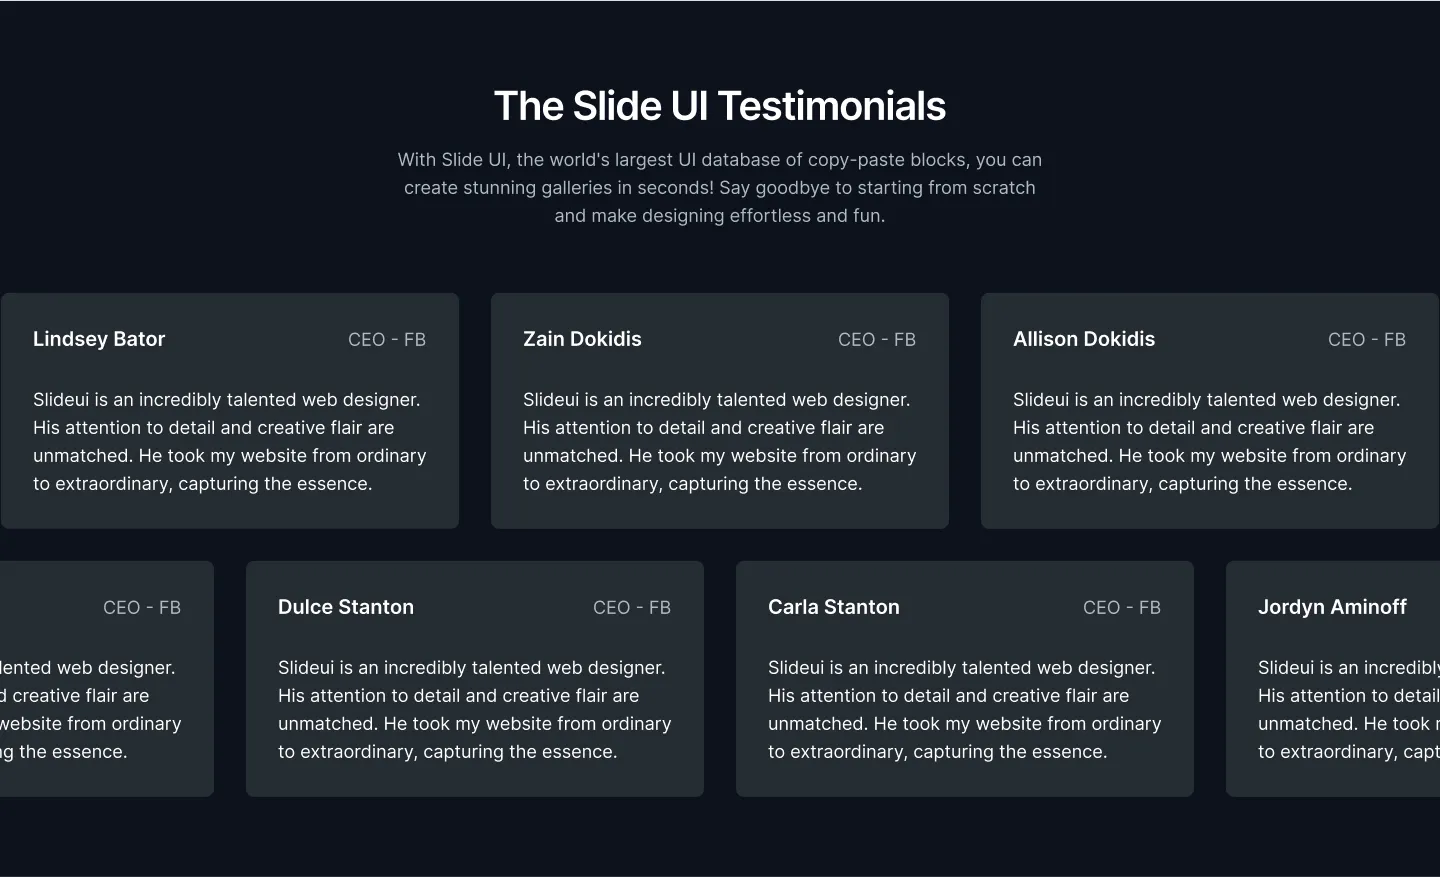 The Slide UI Testimonials
With Slide UI, the world's largest UI database of copy-paste blocks, you can
create stunning galleries in seconds! Say goodbye to starting from scratch
and make designing effortless and fun.
Lindsey Bator
CEO - FB
Slideui is an incredibly talented web designer.
His attention to detail and creative flair are
unmatched. He took my website from ordinary
to extraordinary, capturing the essence.
Zain Dokidis
CEO - FB
Slideui is an incredibly talented web designer.
His attention to detail and creative flair are
unmatched. He took my website from ordinary
to extraordinary, capturing the essence.
Allison Dokidis
CEO - FB
Slideui is an incredibly talented web designer.
His attention to detail and creative flair are
unmatched. He took my website from ordinary
to extraordinary, capturing the essence.
CEO - FB
web designer.
creative flair are
website from ordinary
the essence.
Dulce Stanton
CEO - FB
Slideui is an incredibly talented web designer.
His attention to detail and creative flair are
unmatched. He took my website from ordinary
to extraordinary, capturing the essence.
Carla Stanton
CEO - FB
Slideui is an incredibly talented web designer.
His attention to detail and creative flair are
unmatched. He took my website from ordinary
to extraordinary, capturing the essence.
Jordyn Aminoff
Slideui is an incredibly
His attention to detail
unmatched. He took
to extraordinary,